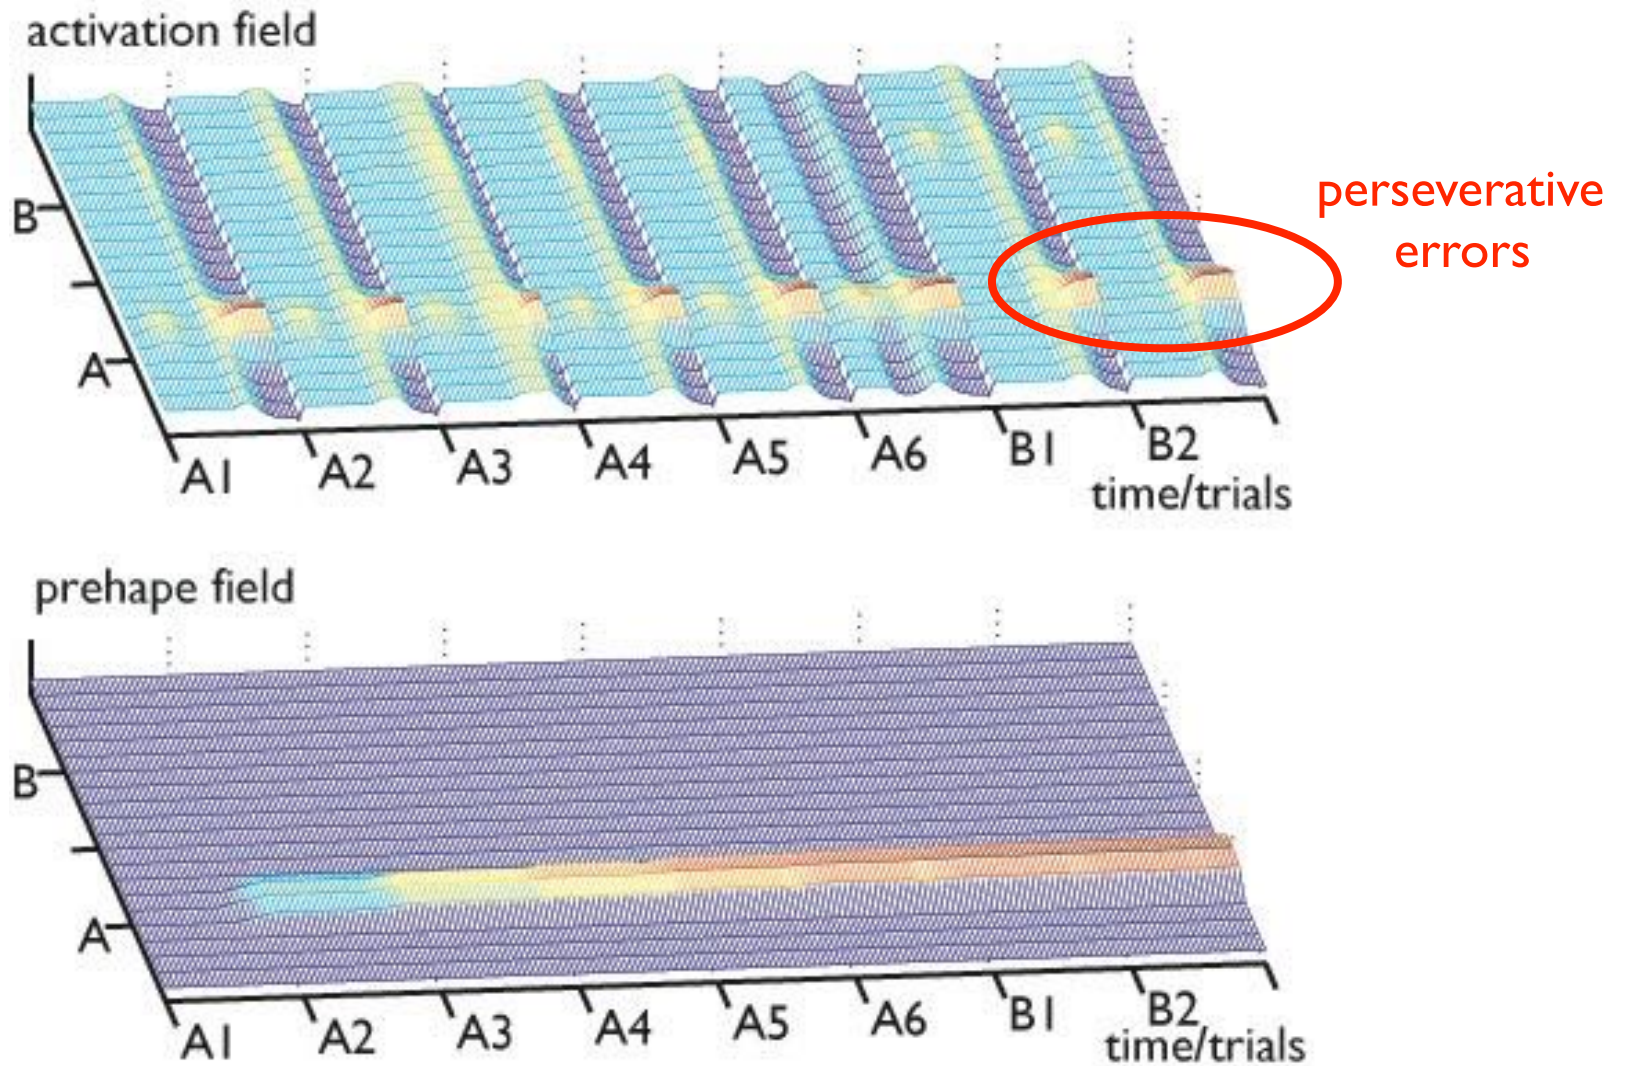 activation field
B
A
A1 A2 A3 A4 A5 A6 B1 B2
time/trials
perseverative
errors
prehape field
B
A
A1 A2 A3 A4 A5 A6 B1 B2
time/trials